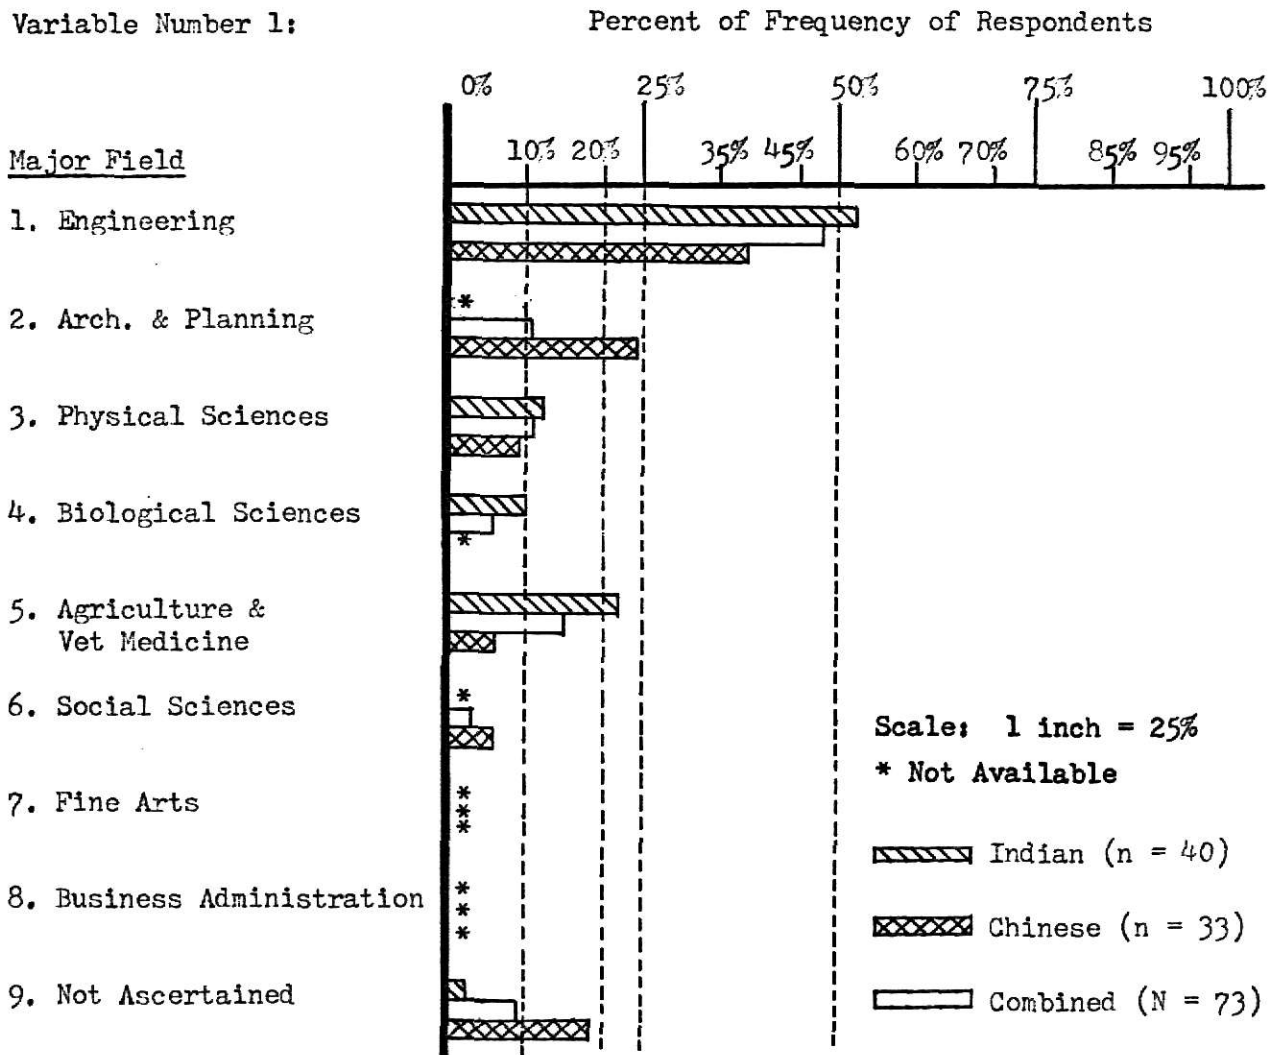 Variable Number 1: Percent of Frequency of Respondents
0% 25% 50% 75% 100%
Major Field 10% 20% 35% 45% 60% 70% 85% 95%
1. Engineering
*
2. Arch. & Planning
3. Physical Sciences
4. Biological Sciences
*
5. Agriculture &
Vet Medicine
*
6. Social Sciences
Scale: 1 inch = 25%
* Not Available
*
7. Fine Arts *
*
Indian (n = 40)
*
8. Business Administration *
*
Chinese (n = 33)
9. Not Ascertained
Combined (N = 73)